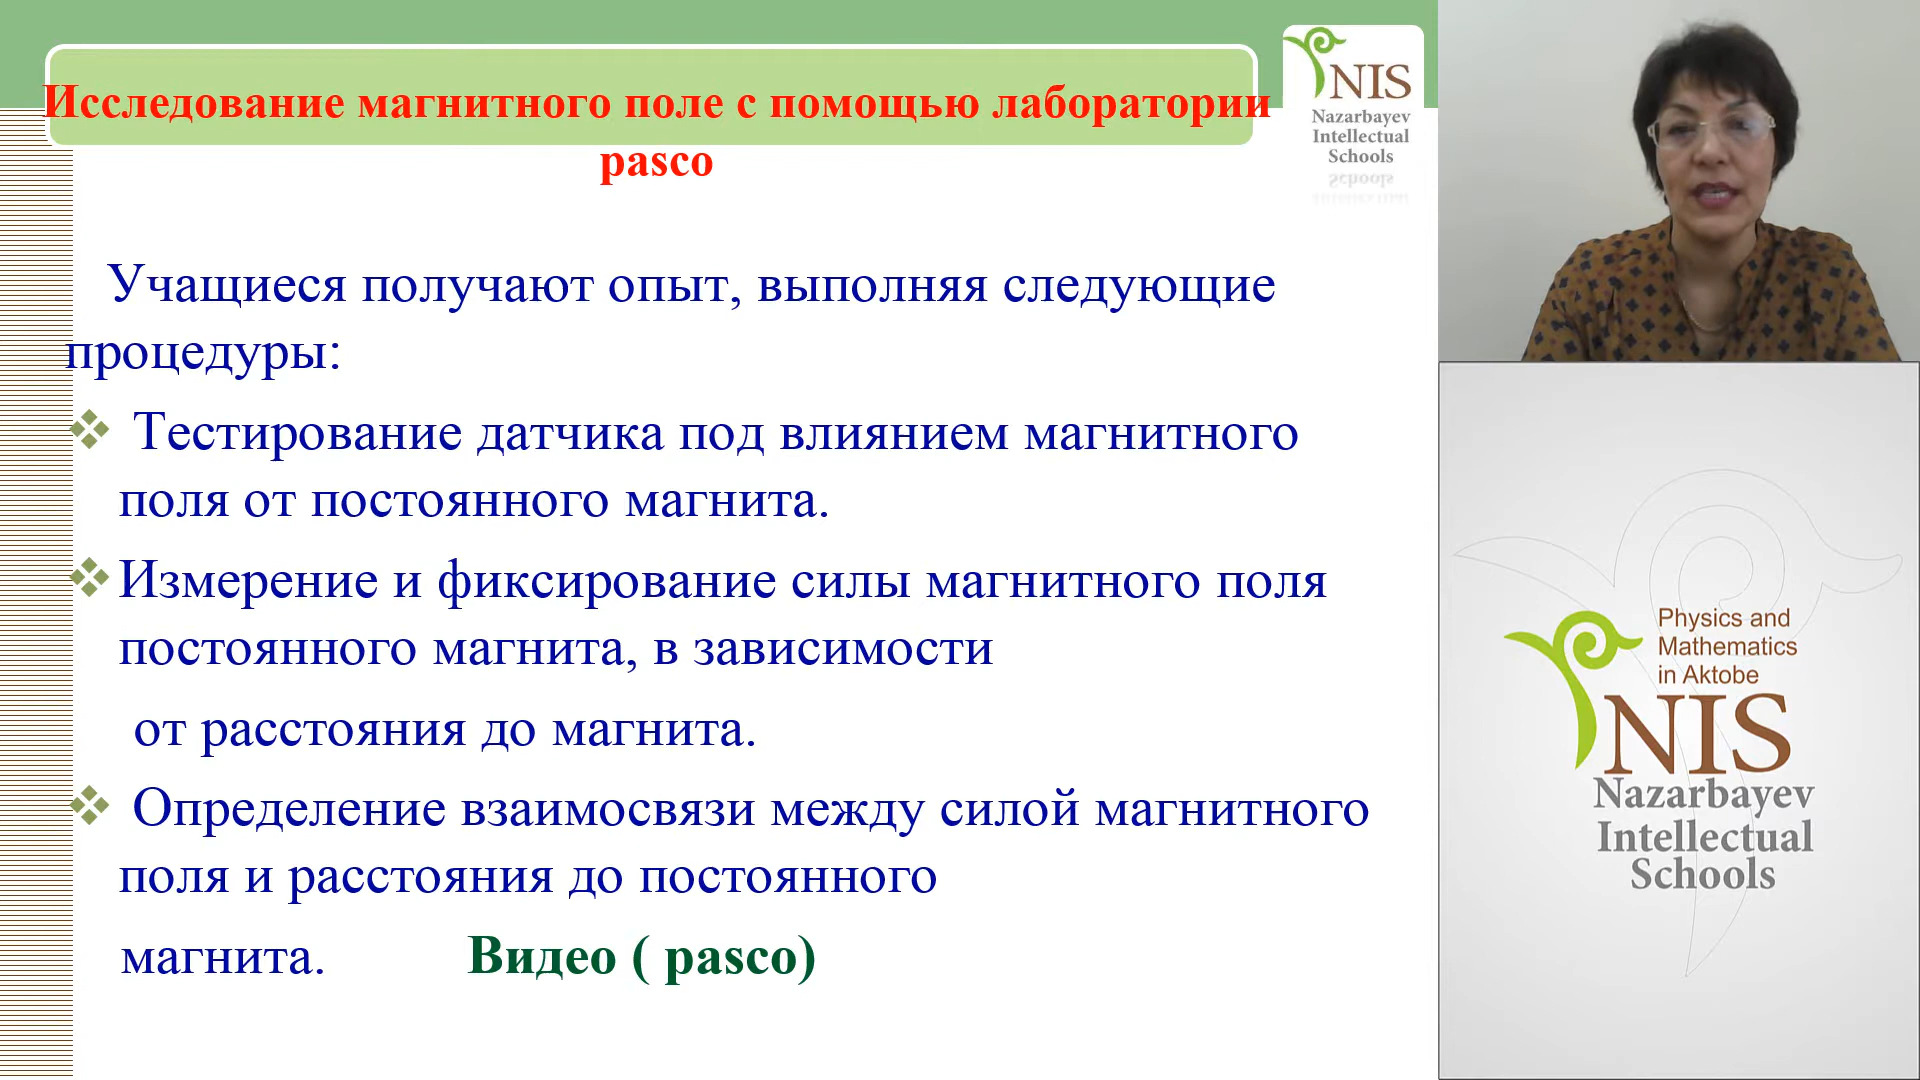 Исследование магнитного поле с помощью лаборатории
pasco
NIS
Nazarbayev
Intellectual
Schools
Учащиеся получают опыт, выполняя следующие
процедуры:
Тестирование датчика под влиянием магнитного
поля от постоянного магнита.
Измерение и фиксирование силы магнитного поля
постоянного магнита, в зависимости
от расстояния до магнита.
Определение взаимосвязи между силой магнитного
поля и расстояния до постоянного
магнита. Видео ( pasco)
Physics and
Mathematics
in Aktobe
NIS
Nazarbayev
Intellectual
Schools